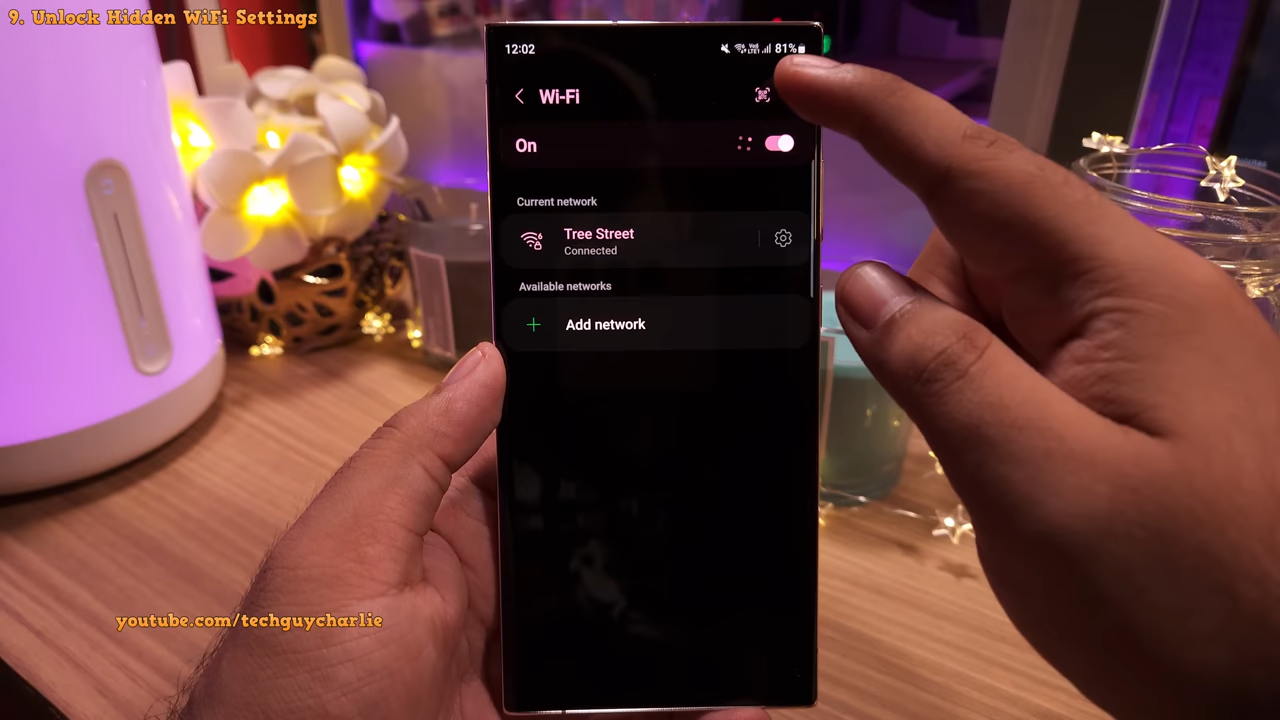 9. Unlock Hidden WiFi Settings
12:02
81%
Wi-Fi
On
Current network
Tree Street
Connected
Available networks
Add network
youtube.com/techguycharlie